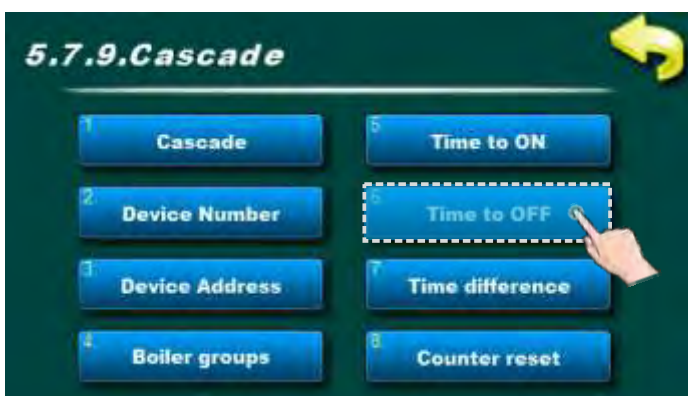 5.7.9.Cascade
1
Cascade
2
Device Number
3
Device Address
4
Boiler groups
5
Time to ON
6
Time to OFF
7
Time difference
8
Counter reset